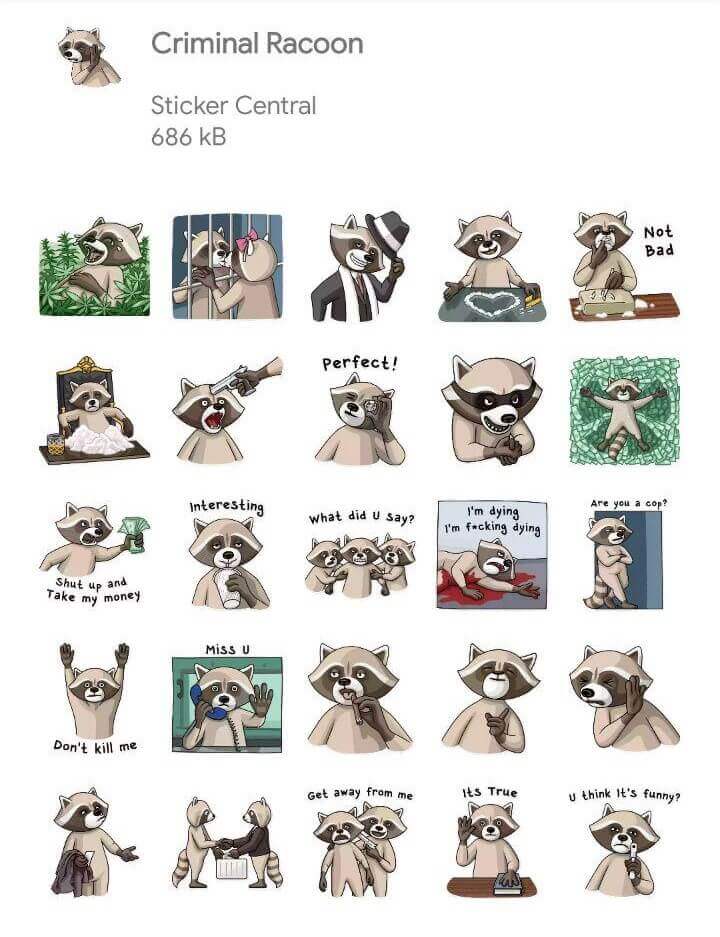 Criminal Racoon
Sticker Central
686 kB
Not
Bad
Perfect!
Shut up and
Take my money
Interesting
What did U Say?
I'm dying
I'm f*cking dying
Are you a cop?
Don't kill me
Miss U
Get away from me
Its True
U think It's funny?